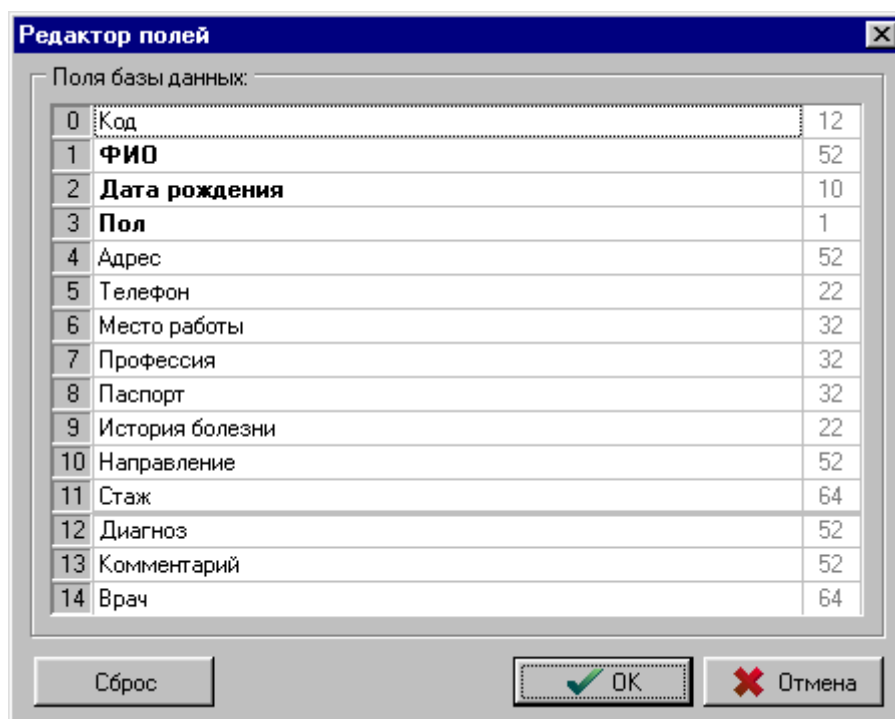 Редактор полей
Поля базы данных:
0 Код 12
1 ФИО 52
2 Дата рождения 10
3 Пол 1
4 Адрес 52
5 Телефон 22
6 Место работы 32
7 Профессия 32
8 Паспорт 32
9 История болезни 22
10 Направление 52
11 Стаж 64
12 Диагноз 52
13 Комментарий 52
14 Врач 64
Сброс OK Отмена